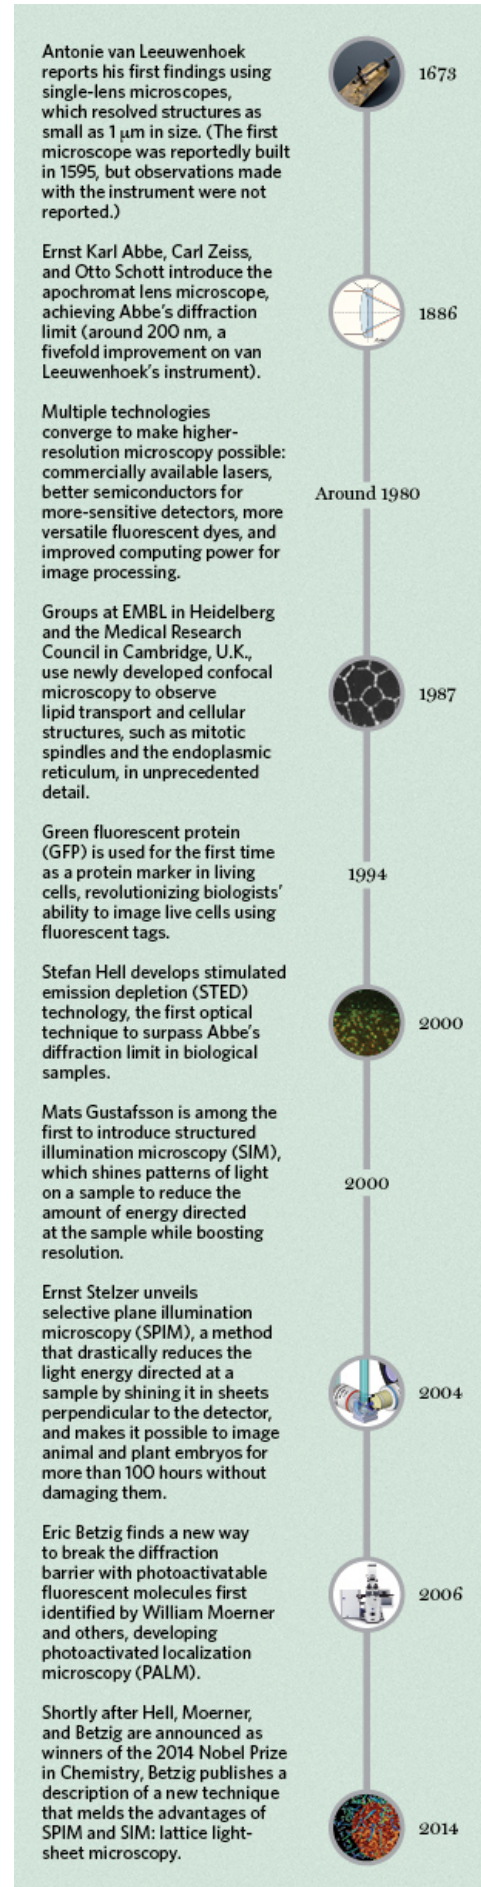 Antonie van Leeuwenhoek
reports his first findings using
single-lens microscopes,
which resolved structures as
small as 1 μm in size. (The first
microscope was reportedly built
in 1595, but observations made
with the instrument were not
reported.)
1673
Ernst Karl Abbe, Carl Zeiss,
and Otto Schott introduce the
apochromat lens microscope,
achieving Abbe’s diffraction
limit (around 200 nm, a
fivefold improvement on van
Leeuwenhoek’s instrument).
1886
Multiple technologies
converge to make higher-
resolution microscopy possible:
commercially available lasers,
better semiconductors for
more-sensitive detectors, more
versatile fluorescent dyes, and
improved computing power for
image processing.
Around 1980
Groups at EMBL in Heidelberg
and the Medical Research
Council in Cambridge, U.K.,
use newly developed confocal
microscopy to observe
lipid transport and cellular
structures, such as mitotic
spindles and the endoplasmic
reticulum, in unprecedented
detail.
1987
Green fluorescent protein
(GFP) is used for the first time
as a protein marker in living
cells, revolutionizing biologists’
ability to image live cells using
fluorescent tags.
1994
Stefan Hell develops stimulated
emission depletion (STED)
technology, the first optical
technique to surpass Abbe’s
diffraction limit in biological
samples.
2000
Mats Gustafsson is among the
first to introduce structured
illumination microscopy (SIM),
which shines patterns of light
on a sample to reduce the
amount of energy directed
at the sample while boosting
resolution.
2000
Ernst Stelzer unveils
selective plane illumination
microscopy (SPIM), a method
that drastically reduces the
light energy directed at a
sample by shining it in sheets
perpendicular to the detector,
and makes it possible to image
animal and plant embryos for
more than 100 hours without
damaging them.
2004
Eric Betzig finds a new way
to break the diffraction
barrier with photoactivatable
fluorescent molecules first
identified by William Moerner
and others, developing
photoactivated localization
microscopy (PALM).
2006
Shortly after Hell, Moerner,
and Betzig are announced as
winners of the 2014 Nobel Prize
in Chemistry, Betzig publishes a
description of a new technique
that melds the advantages of
SPIM and SIM: lattice light-
sheet microscopy.
2014